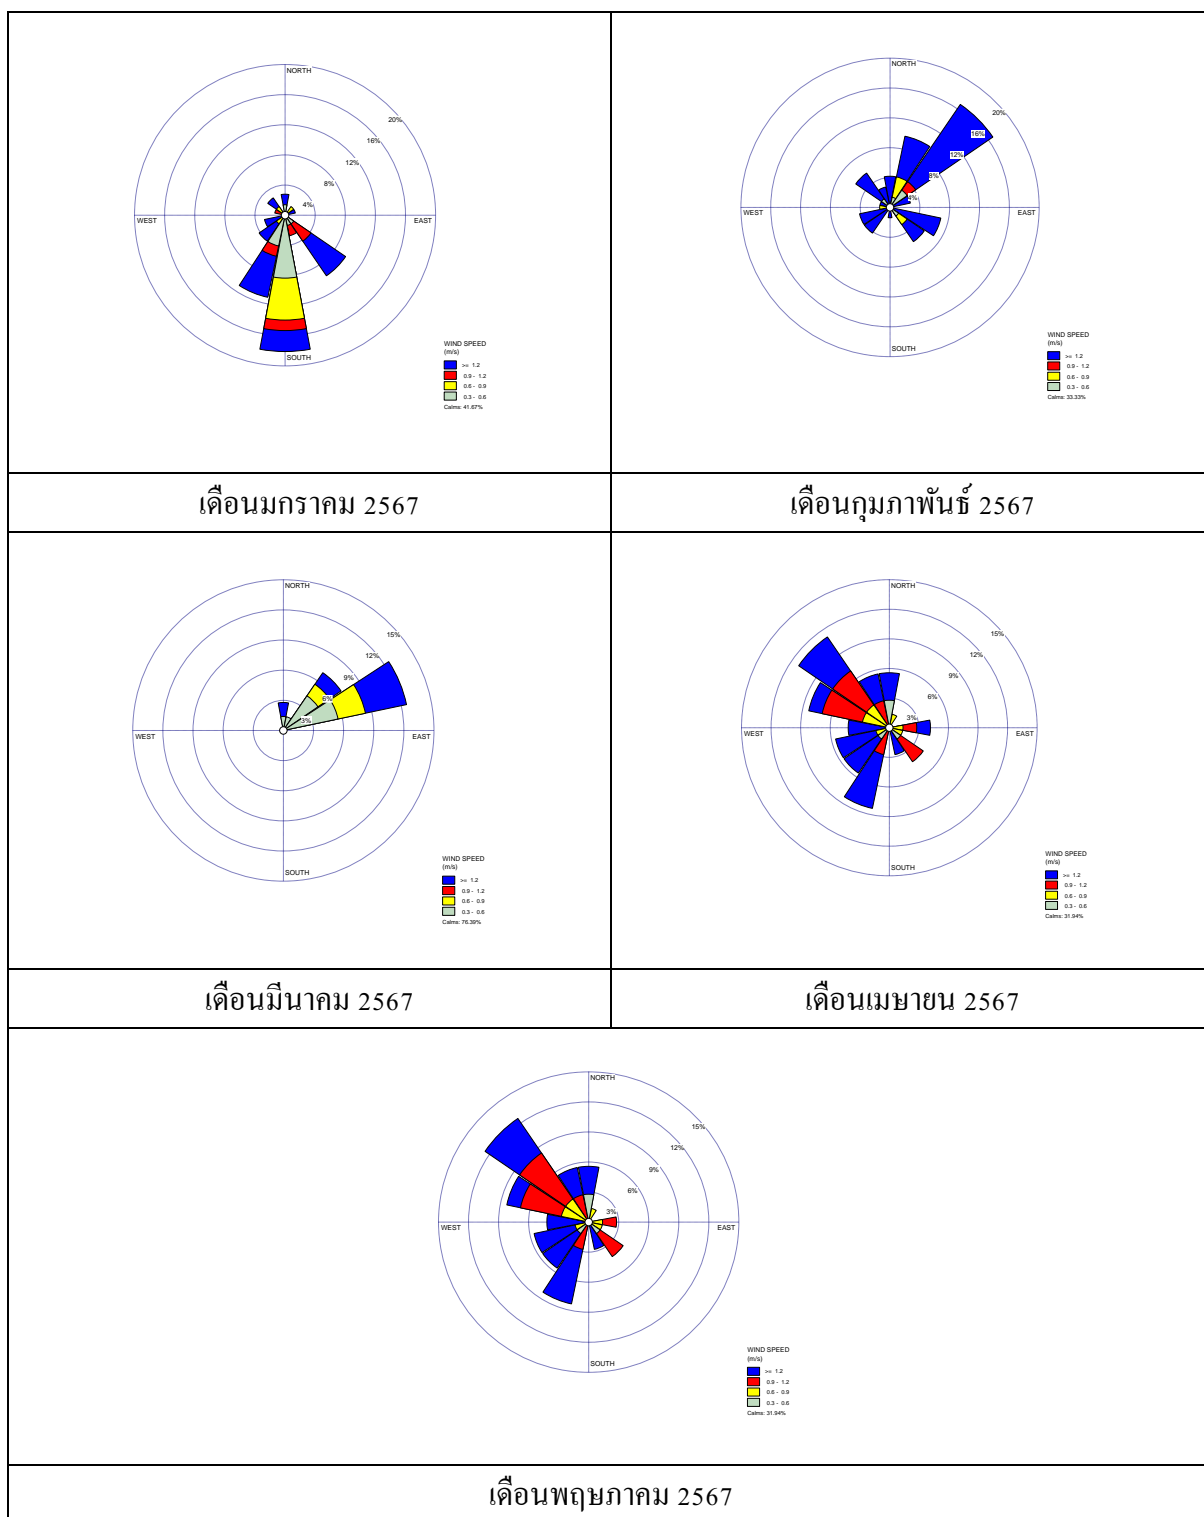 NORTH
20%
16%
12%
8%
4%
WEST
EAST
SOUTH
WIND SPEED
(m/s)
>= 1.2
0.9 - 1.2
0.6 - 0.9
0.3 - 0.6
Calms: 41.67%
NORTH
20%
16%
12%
8%
4%
WEST
EAST
SOUTH
WIND SPEED
(m/s)
>= 1.2
0.9 - 1.2
0.6 - 0.9
0.3 - 0.6
Calms: 33.33%
เดือนมกราคม 2567
เดือนกุมภาพันธ์ 2567
NORTH
15%
12%
9%
6%
3%
WEST
EAST
SOUTH
WIND SPEED
(m/s)
>= 1.2
0.9 - 1.2
0.6 - 0.9
0.3 - 0.6
Calms: 76.39%
NORTH
15%
12%
9%
6%
3%
WEST
EAST
SOUTH
WIND SPEED
(m/s)
>= 1.2
0.9 - 1.2
0.6 - 0.9
0.3 - 0.6
Calms: 31.94%
เดือนมีนาคม 2567
เดือนเมษายน 2567
NORTH
15%
12%
9%
6%
3%
WEST
EAST
SOUTH
WIND SPEED
(m/s)
>= 1.2
0.9 - 1.2
0.6 - 0.9
0.3 - 0.6
Calms: 31.94%
เดือนพฤษภาคม 2567